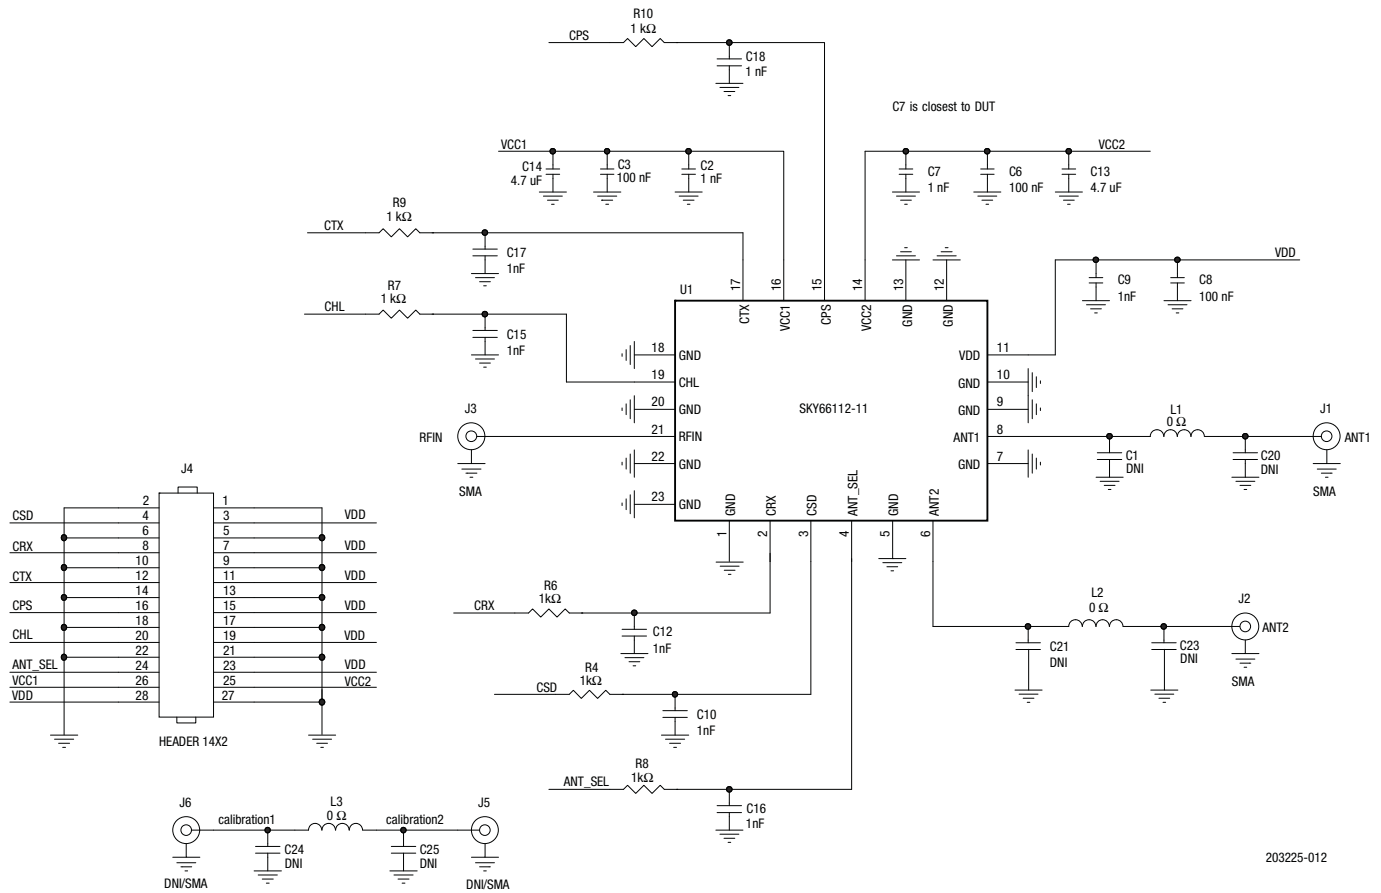 R10
1 kΩ
CPS
C18
1 nF
C7 is closest to DUT
VCC1
C14
4.7 uF
C3
100 nF
C2
1 nF
VCC2
C7
1 nF
C6
100 nF
C13
4.7 uF
R9
1 kΩ
CTX
C17
1nF
R7
1 kΩ
CHL
C15
1nF
VDD
C9
1nF
C8
100 nF
U1
17
16
15
14
13
12
CTX
VCC1
CPS
VCC2
GND
GND
18 GND
19 CHL
20 GND
21 RFIN
22 GND
23 GND
SKY66112-11
VDD 11
GND 10
GND 9
ANT1 8
GND 7
GND
CRX
CSD
ANT_SEL
GND
ANT2
1
2
3
4
5
6
J3
RFIN
SMA
L1
0 Ω
C1
DNI
C20
DNI
J1
ANT1
SMA
L2
0 Ω
C21
DNI
C23
DNI
J2
ANT2
SMA
R6
1kΩ
CRX
C12
1nF
R4
1kΩ
CSD
C10
1nF
R8
1kΩ
ANT_SEL
C16
1nF
J4
2 1
CSD 4 3 VDD
6 5
CRX 8 7 VDD
10 9
CTX 12 11 VDD
14 13
CPS 16 15 VDD
18 17
CHL 20 19 VDD
22 21
ANT_SEL 24 23 VDD
VCC1 26 25 VCC2
VDD 28 27
HEADER 14X2
J6
calibration1
L3
0 Ω
calibration2
J5
C24
DNI
C25
DNI
DNI/SMA
DNI/SMA
203225-012